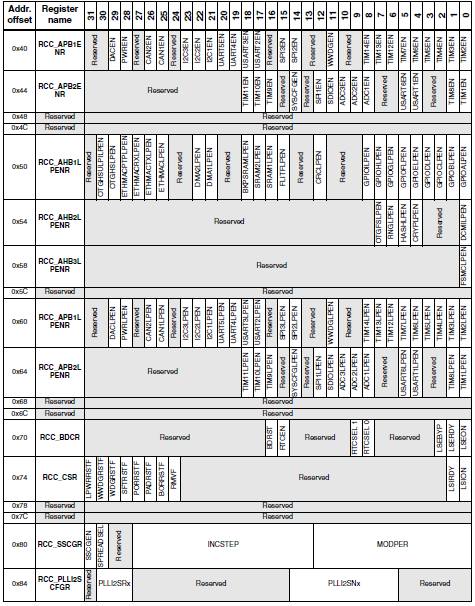 Addr. offset Register name 31 30 29 28 27 26 25 24 23 22 21 20 19 18 17 16 15 14 13 12 11 10 9 8 7 6 5 4 3 2 1 0
0x40 RCC_APB1ENR Reserved DACEN PWREN Reserved CAN2EN CAN1EN Reserved I2C3EN I2C2EN I2C1EN UART5EN UART4EN USART3EN USART2EN Reserved SPI3EN SPI2EN Reserved WWDGEN Reserved TIM14EN TIM13EN TIM12EN TIM7EN TIM6EN TIM5EN TIM4EN TIM3EN TIM2EN
0x44 RCC_APB2ENR Reserved TIM11EN TIM10EN TIM9EN Reserved SYSCFGEN Reserved SPI1EN SDIOEN ADC3EN ADC2EN ADC1EN Reserved USART6EN USART1EN Reserved TIM8EN TIM1EN
0x48 Reserved Reserved
0x4C Reserved Reserved
0x50 RCC_AHB1LPENR Reserved OTGHSULPILPEN OTGHSLPEN ETHMACPTPLPEN ETHMACRXLPEN ETHMACTXLPEN ETHMACLPEN Reserved DMA2LPEN DMA1LPEN Reserved BKPSRAMLPEN SRAM2LPEN SRAM1LPEN FLITFLPEN Reserved CRCLPEN Reserved GPIOILPEN GPIOHLPEN GPIOGLPEN GPIOFLPEN GPIOELPEN GPIODLPEN GPIOCLPEN GPIOBLPEN GPIOALPEN
0x54 RCC_AHB2LPENR Reserved OTGFSLPEN RNGLPEN HASHLPEN CRYPLPEN Reserved DCMILPEN
0x58 RCC_AHB3LPENR Reserved FSMCLPEN
0x5C Reserved Reserved
0x60 RCC_APB1LPENR Reserved DACLPEN PWRLPEN Reserved CAN2LPEN CAN1LPEN Reserved I2C3LPEN I2C2LPEN I2C1LPEN UART5LPEN UART4LPEN USART3LPEN USART2LPEN Reserved SPI3LPEN SPI2LPEN Reserved WWDGLPEN Reserved TIM14LPEN TIM13LPEN TIM12LPEN TIM7LPEN TIM6LPEN TIM5LPEN TIM4LPEN TIM3LPEN TIM2LPEN
0x64 RCC_APB2LPENR Reserved TIM11LPEN TIM10LPEN TIM9LPEN Reserved SYSCFGLPEN Reserved SPI1LPEN SDIOLPEN ADC3LPEN ADC2LPEN ADC1LPEN Reserved USART6LPEN USART1LPEN Reserved TIM8LPEN TIM1LPEN
0x68 Reserved Reserved
0x6C Reserved Reserved
0x70 RCC_BDCR Reserved BDRST RTCEN Reserved RTCSEL 1 RTCSEL 0 Reserved LSEBYP LSERDY LSEON
0x74 RCC_CSR LPWRRSTF WWDGRSTF WDGRSTF SFTRSTF PORRSTF PADRSTF BORRSTF RMVF Reserved LSIRDY LSION
0x78 Reserved Reserved
0x7C Reserved Reserved
0x80 RCC_SSCGR SSCGEN SPREADSEL Reserved INCSTEP MODPER
0x84 RCC_PLLI2SCFGR Reserved PLLI2SRx Reserved PLLI2SNx Reserved